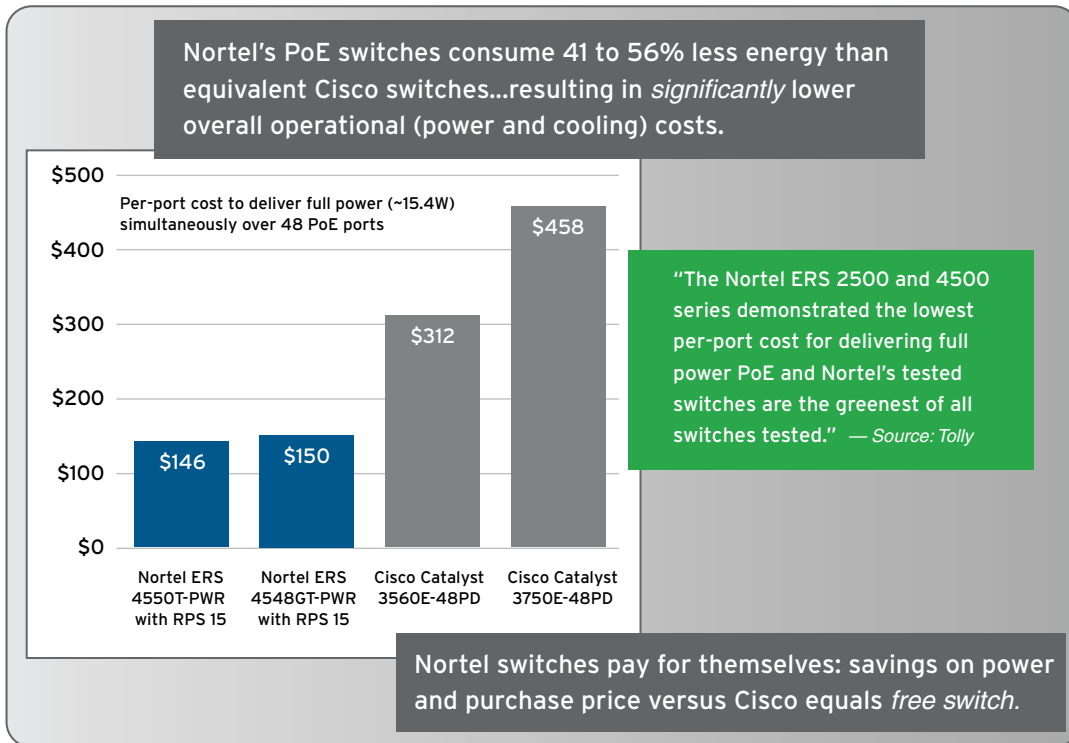 Nortel’s PoE switches consume 41 to 56% less energy than
equivalent Cisco switches...resulting in significantly lower
overall operational (power and cooling) costs.
$500
$400
$300
$200
$100
$0
Per-port cost to deliver full power (~15.4W)
simultaneously over 48 PoE ports
$146
$150
$312
$458
Nortel ERS
4550T-PWR
with RPS 15
Nortel ERS
4548GT-PWR
with RPS 15
Cisco Catalyst
3560E-48PD
Cisco Catalyst
3750E-48PD
“The Nortel ERS 2500 and 4500
series demonstrated the lowest
per-port cost for delivering full
power PoE and Nortel’s tested
switches are the greenest of all
switches tested.” — Source: Tolly
Nortel switches pay for themselves: savings on power
and purchase price versus Cisco equals free switch.